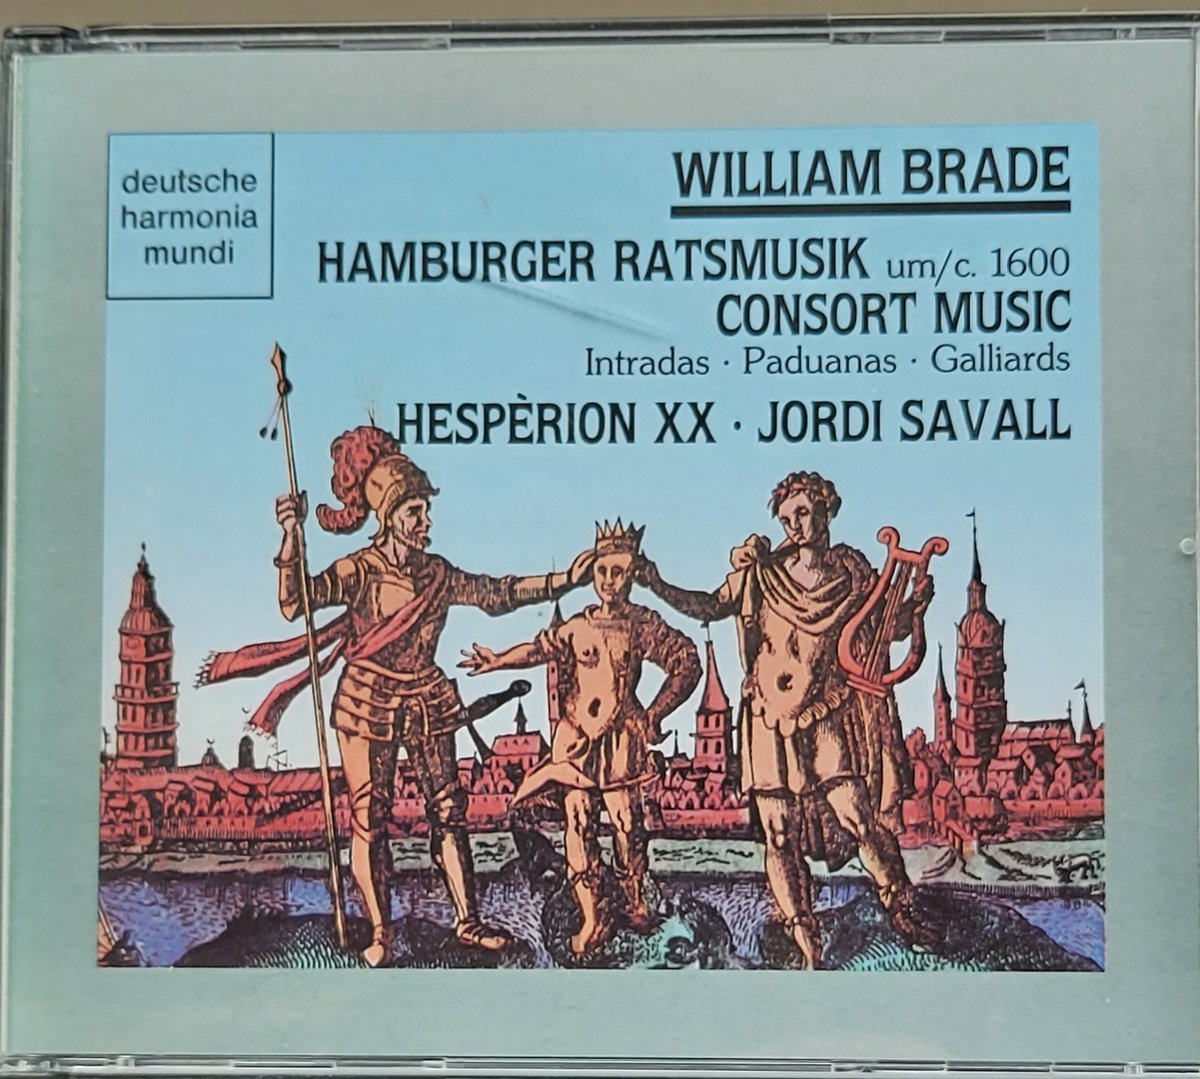 deutsche
harmonia
mundi
WILLIAM BRADE
HAMBURGER RATSMUSIK um/c. 1600
CONSORT MUSIC
Intradas · Paduanas · Galliards
HESPÈRION XX · JORDI SAVALL